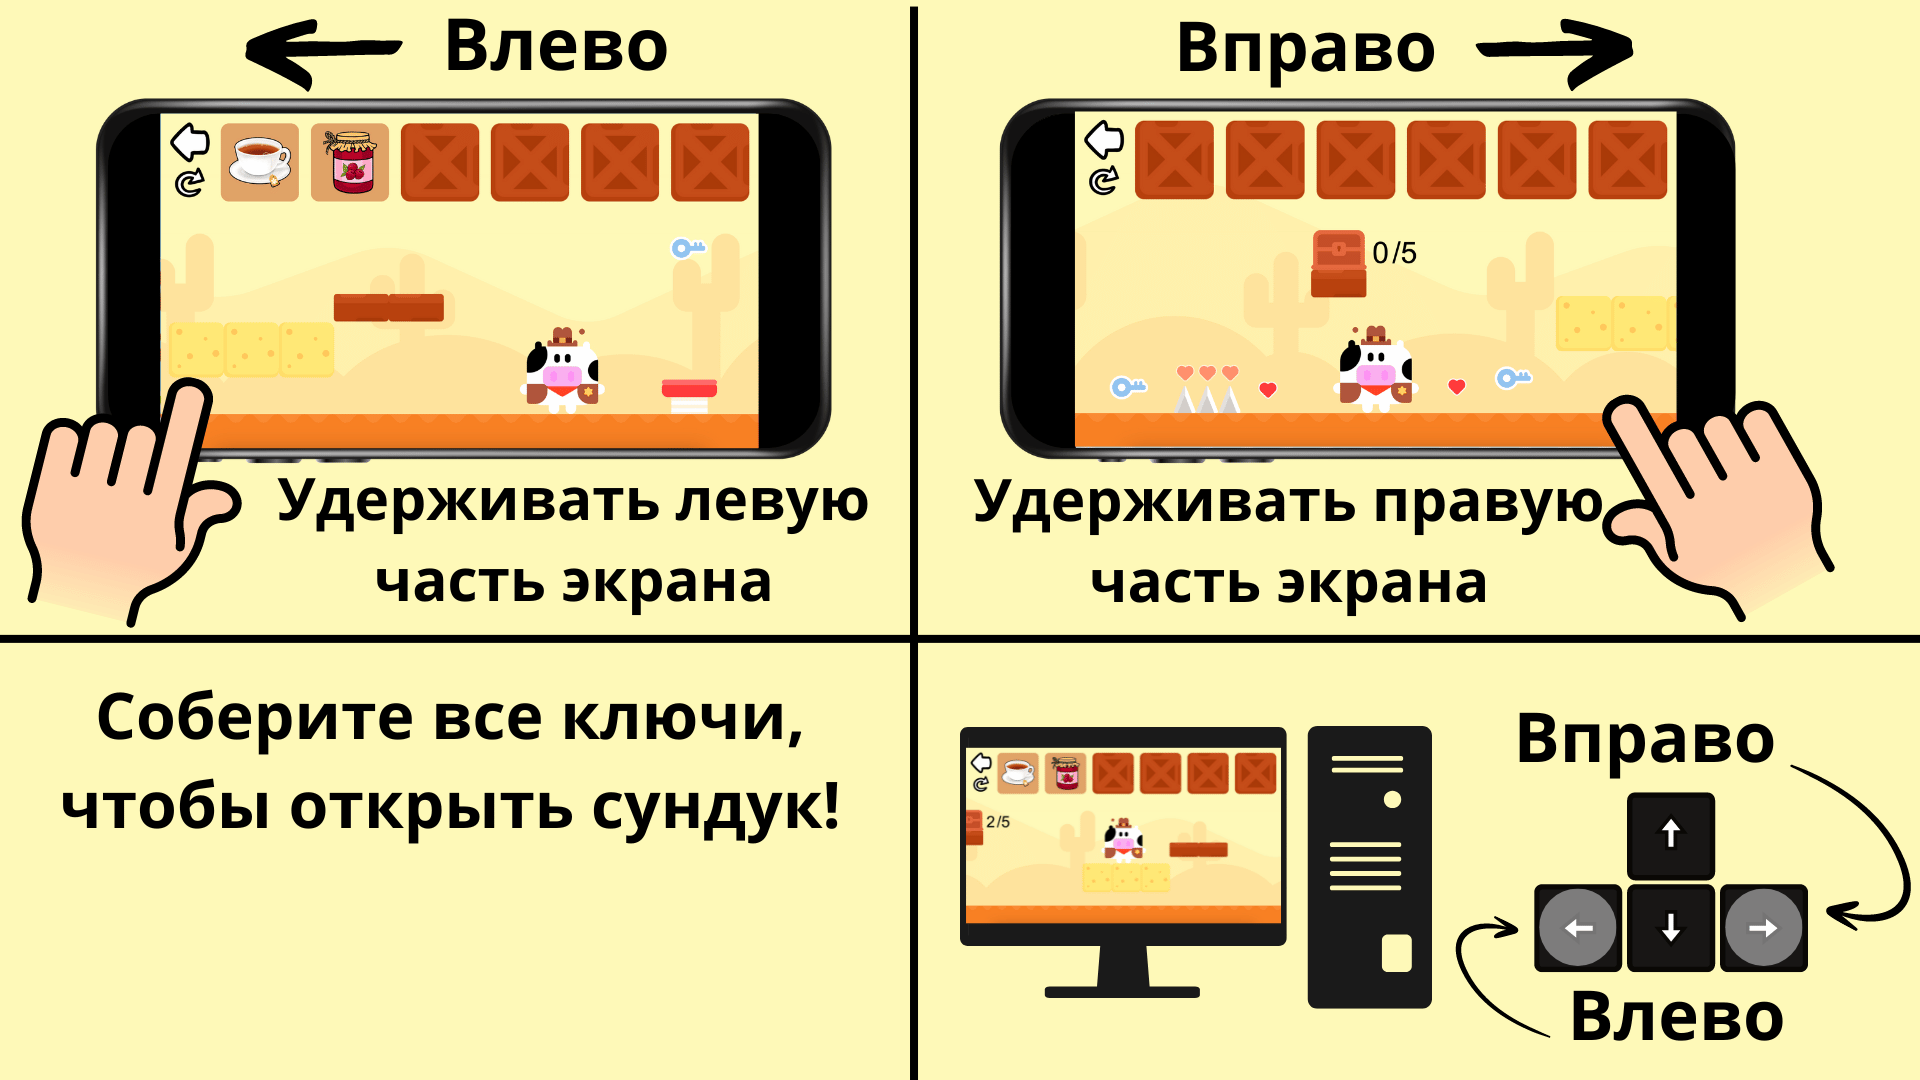 Влево
Удерживать левую
часть экрана
Вправо
0/5
Удерживать правую
часть экрана
Соберите все ключи,
чтобы открыть сундук!
2/5
Вправо
Влево